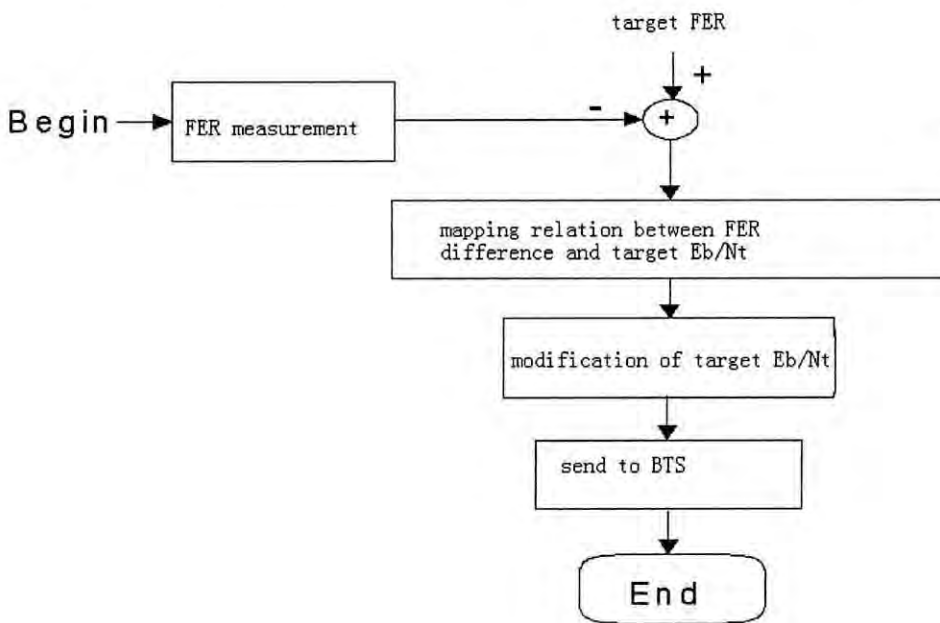 target FER
+
-
Begin
FER measurement
+
mapping relation between FER
difference and target Eb/Nt
modification of target Eb/Nt
send to BTS
End